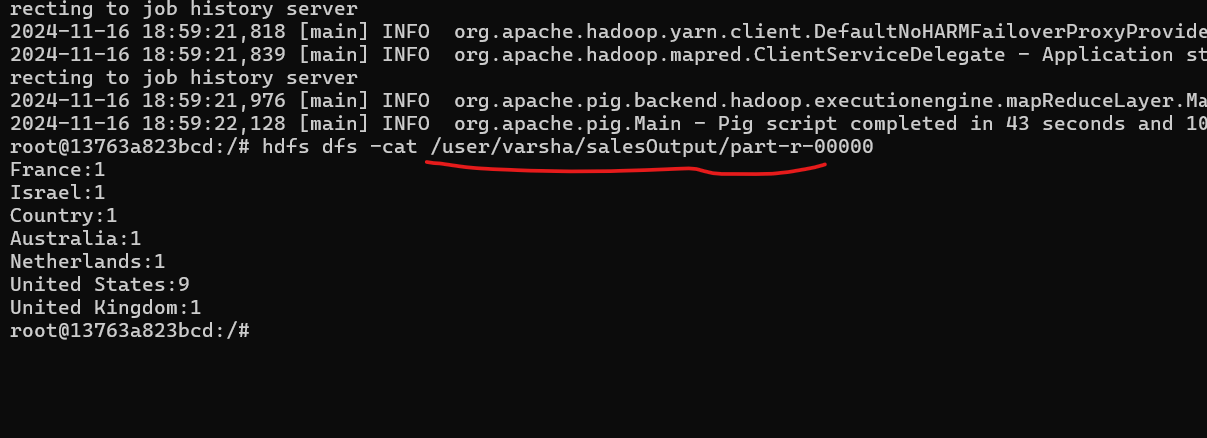 recting to job history server
2024-11-16 18:59:21,818 [main] INFO  org.apache.hadoop.yarn.client.DefaultNoHARMFailoverProxyProvide
2024-11-16 18:59:21,839 [main] INFO  org.apache.hadoop.mapred.ClientServiceDelegate - Application st
recting to job history server
2024-11-16 18:59:21,976 [main] INFO  org.apache.pig.backend.hadoop.executionengine.mapReduceLayer.Ma
2024-11-16 18:59:22,128 [main] INFO  org.apache.pig.Main - Pig script completed in 43 seconds and 10
root@13763a823bcd:/# hdfs dfs -cat /user/varsha/salesOutput/part-r-00000
France:1
Israel:1
Country:1
Australia:1
Netherlands:1
United States:9
United Kingdom:1
root@13763a823bcd:/#